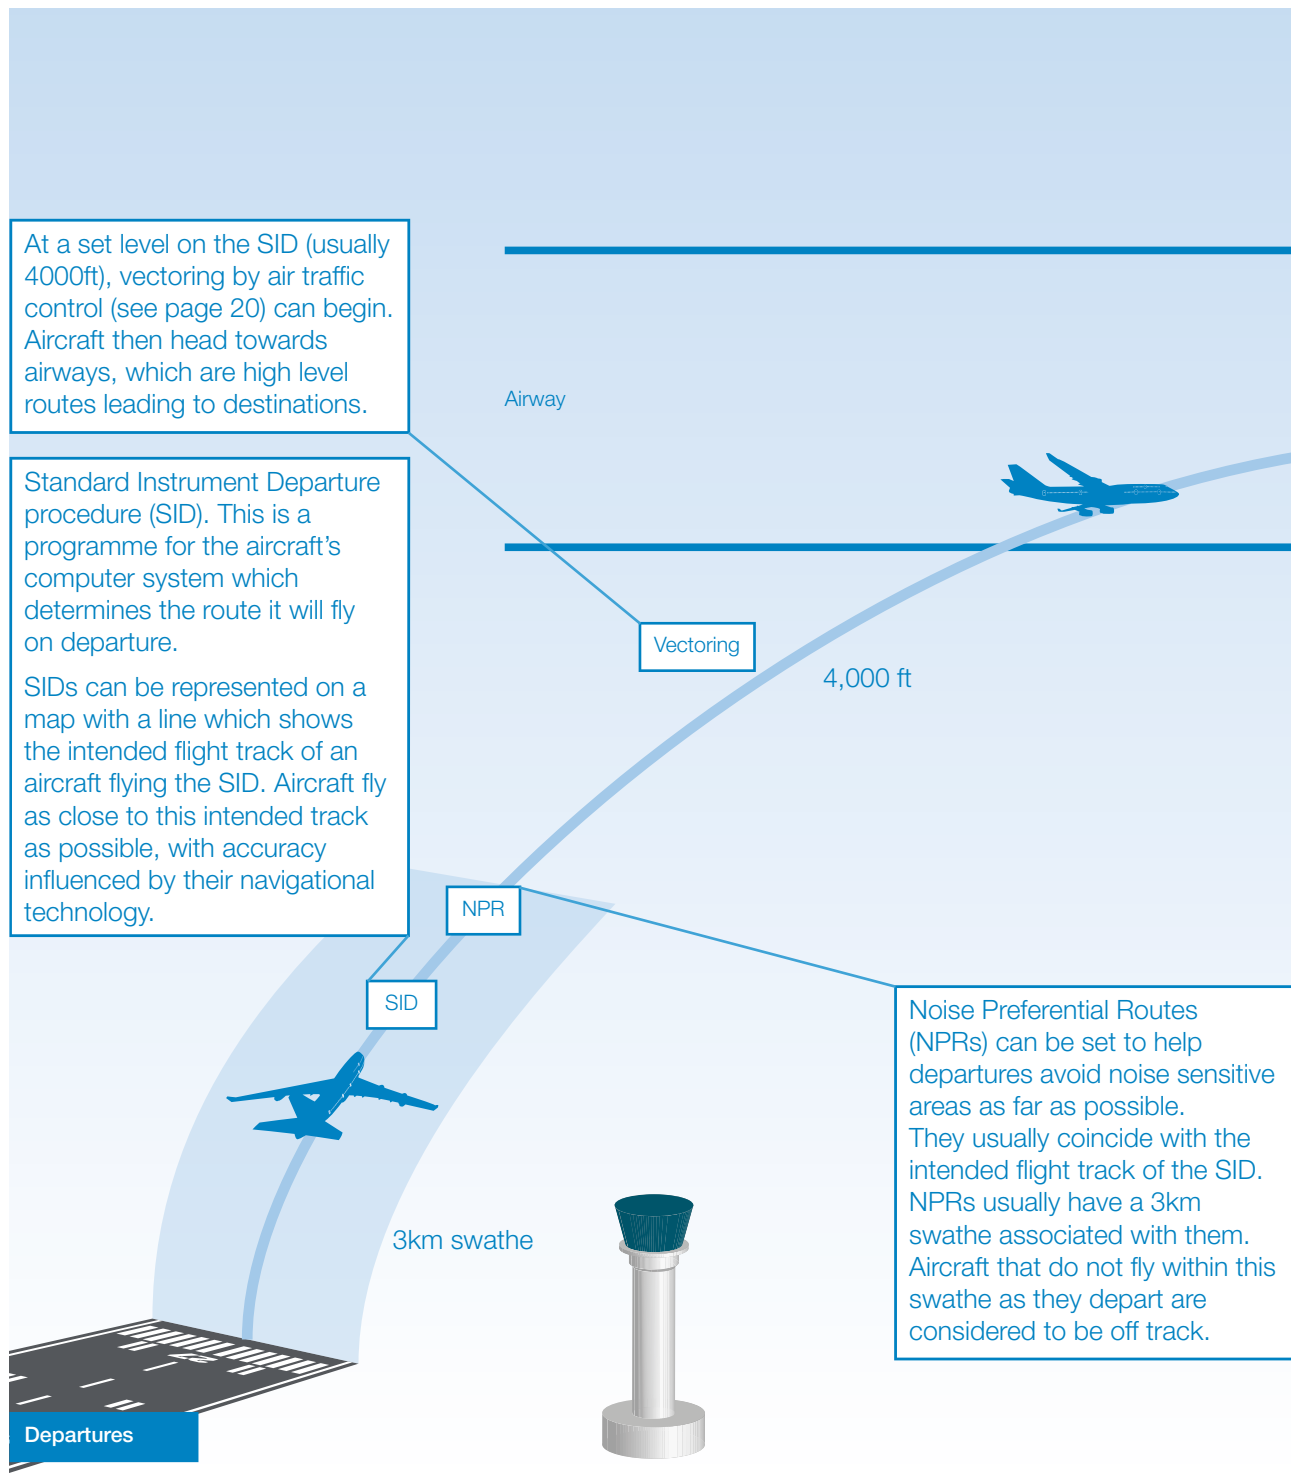 At a set level on the SID (usually
4000ft), vectoring by air traffic
control (see page 20) can begin.
Aircraft then head towards
airways, which are high level
routes leading to destinations.
Airway
Standard Instrument Departure
procedure (SID). This is a
programme for the aircraft's
computer system which
determines the route it will fly
on departure.
SIDs can be represented on a
map with a line which shows
the intended flight track of an
aircraft flying the SID. Aircraft fly
as close to this intended track
as possible, with accuracy
influenced by their navigational
technology.
Vectoring
4,000 ft
NPR
SID
Noise Preferential Routes
(NPRs) can be set to help
departures avoid noise sensitive
areas as far as possible.
They usually coincide with the
intended flight track of the SID.
NPRs usually have a 3km
swathe associated with them.
Aircraft that do not fly within this
swathe as they depart are
considered to be off track.
3km swathe
Departures